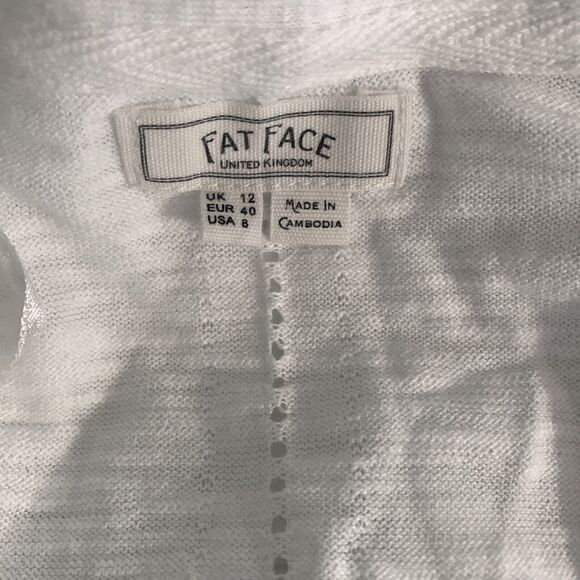 FAT FACE
UNITED KINGDOM
UK 12
EUR 40
USA 8
MADE IN
CAMBODIA